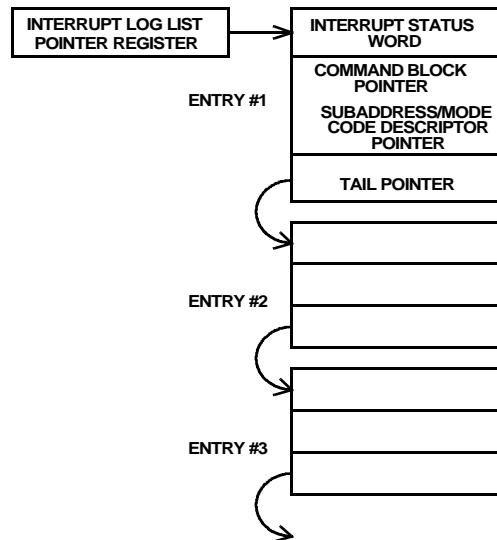 INTERRUPT LOG LIST
POINTER REGISTER
INTERRUPT STATUS
WORD
ENTRY #1
COMMAND BLOCK
POINTER
SUBADDRESS/MODE
CODE DESCRIPTOR
POINTER
TAIL POINTER
ENTRY #2
ENTRY #3